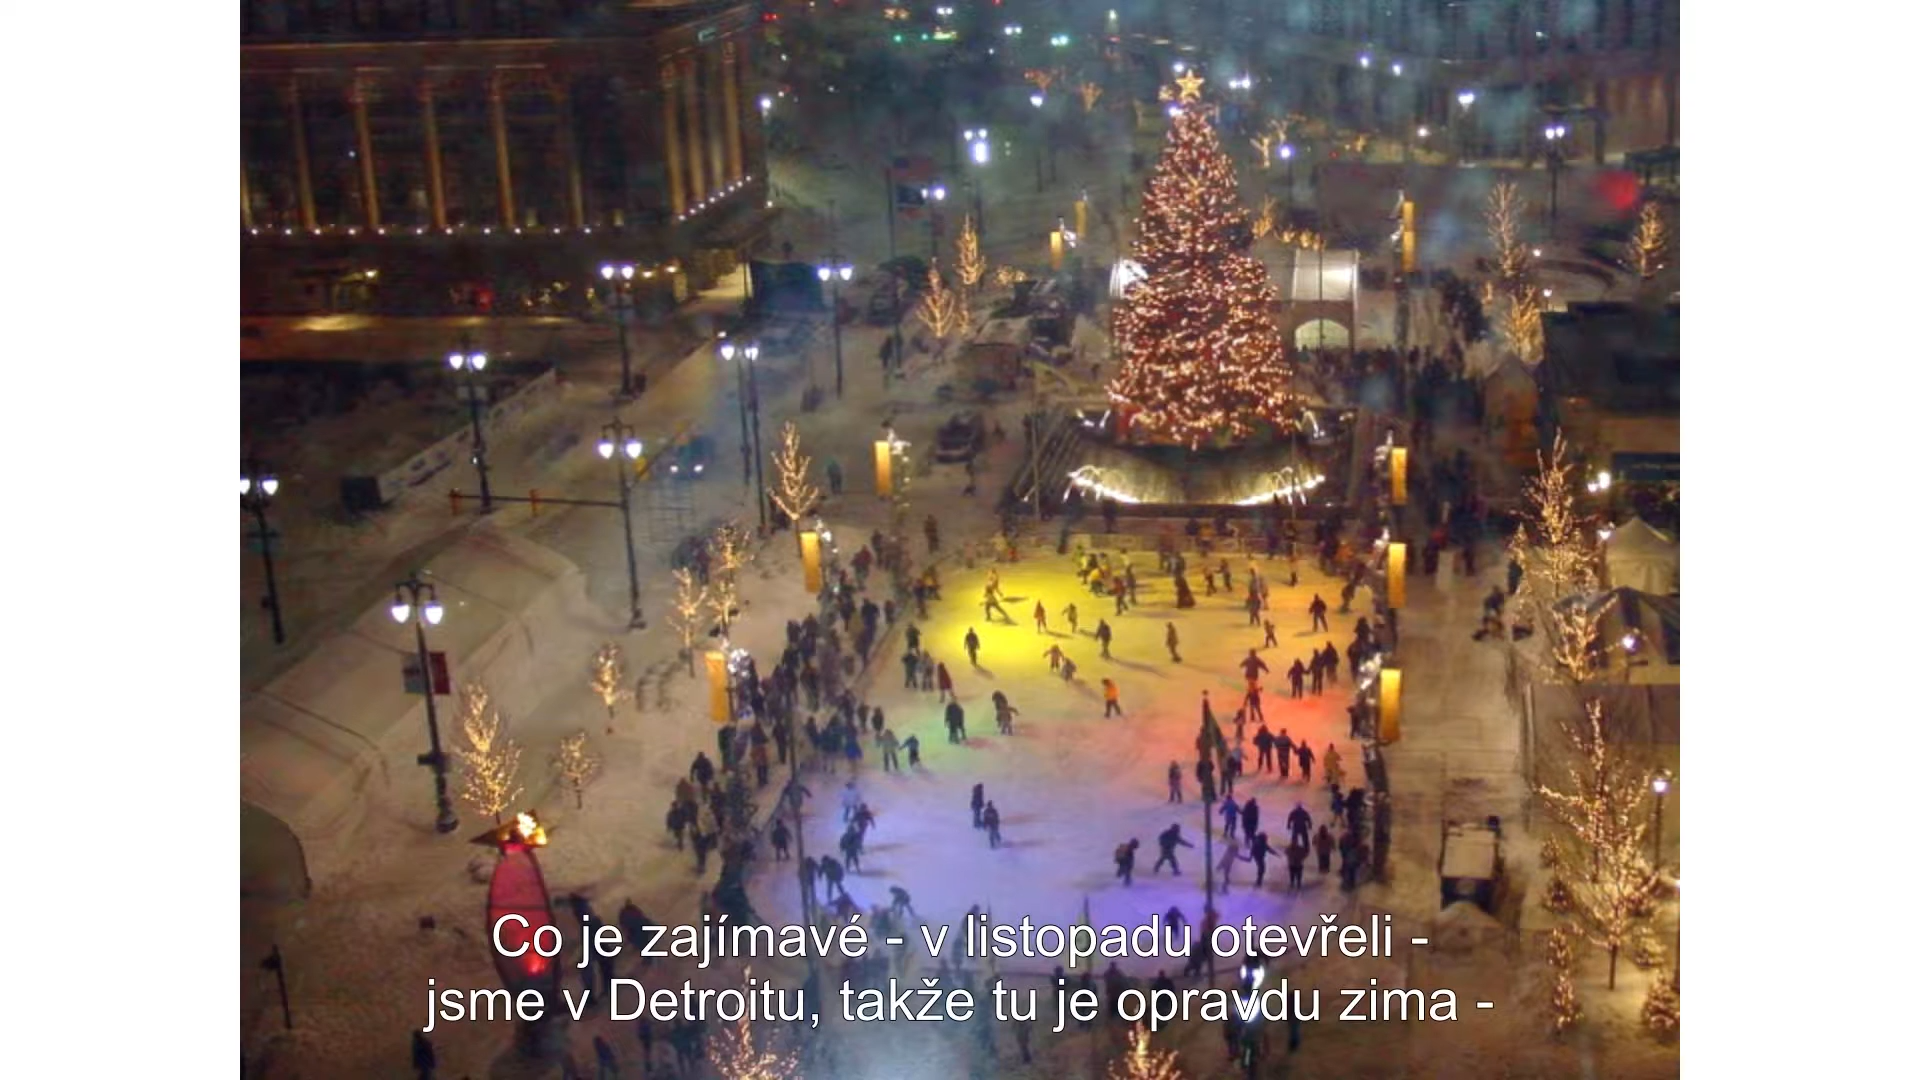 Co je zajímavé - v listopadu otevřeli -
jsme v Detroitu, takže tu je opravdu zima -